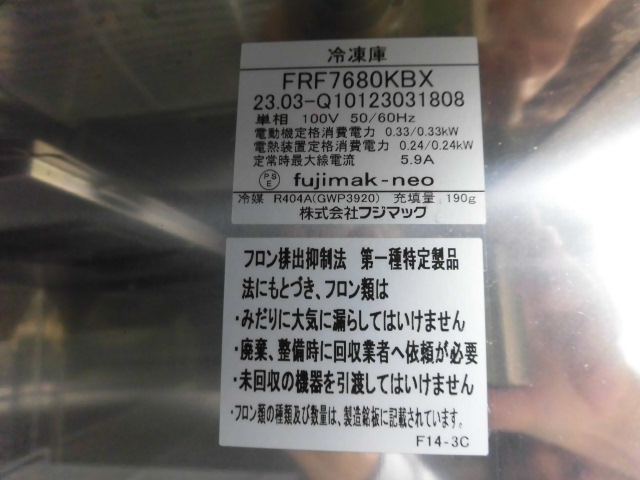 冷凍庫
FRF7680KBX
23.03-Q10123031808
単相 100V 50/60Hz
電動機定格消費電力 0.33/0.33kW
電熱装置定格消費電力 0.24/0.24kW
定常時最大線電流 5.9A
PSE fujimak-neo
冷媒 R404A(GWP3920) 充填量 190g
株式会社フジマック
フロン排出抑制法 第一種特定製品
法にもとづき、フロン類は
・みだりに大気に漏らしてはいけません
・廃棄、整備時に回収業者へ依頼が必要
・未回収の機器を引渡してはいけません
・フロン類の種類及び数量は、製造銘板に記載されています。
F14-3C